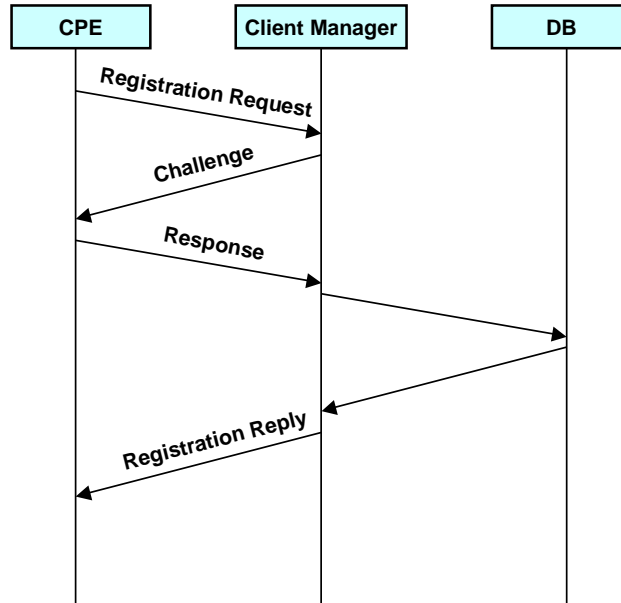 CPE
Client Manager
DB
Registration Request
Challenge
Response
Registration Reply